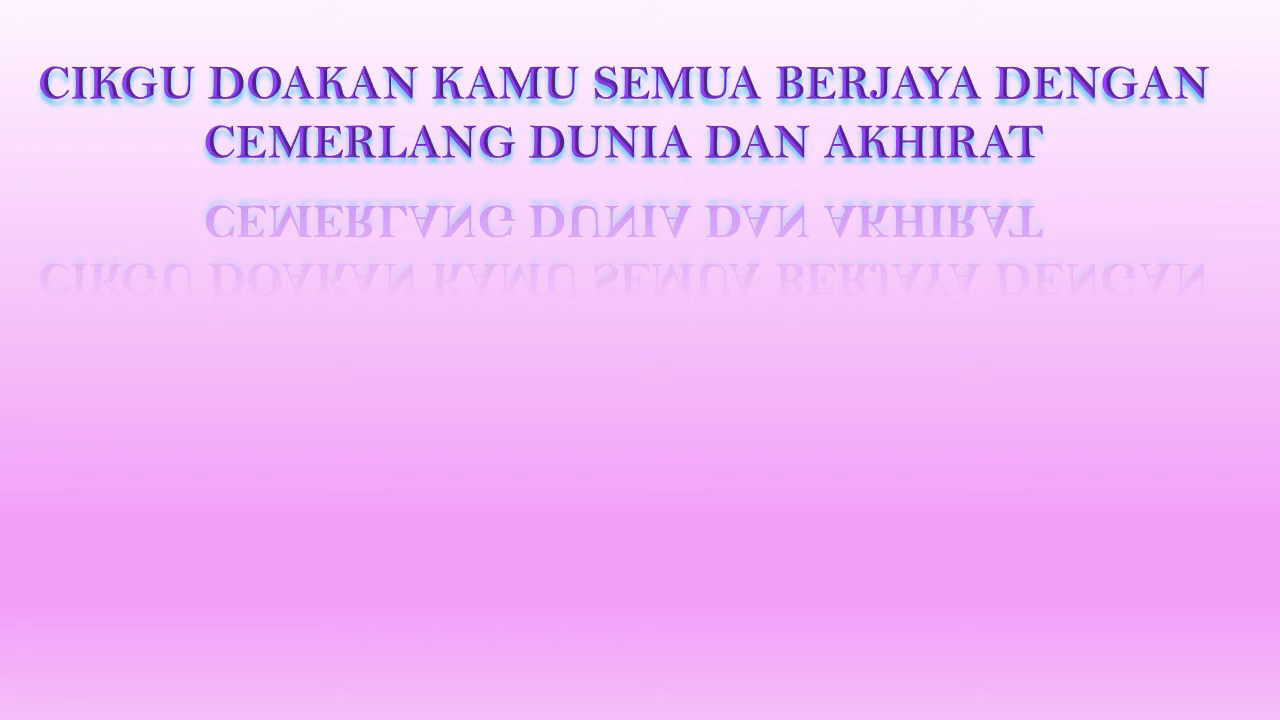 CIKGU DOAKAN KAMU SEMUA BERJAYA DENGAN
CEMERLANG DUNIA DAN AKHIRAT